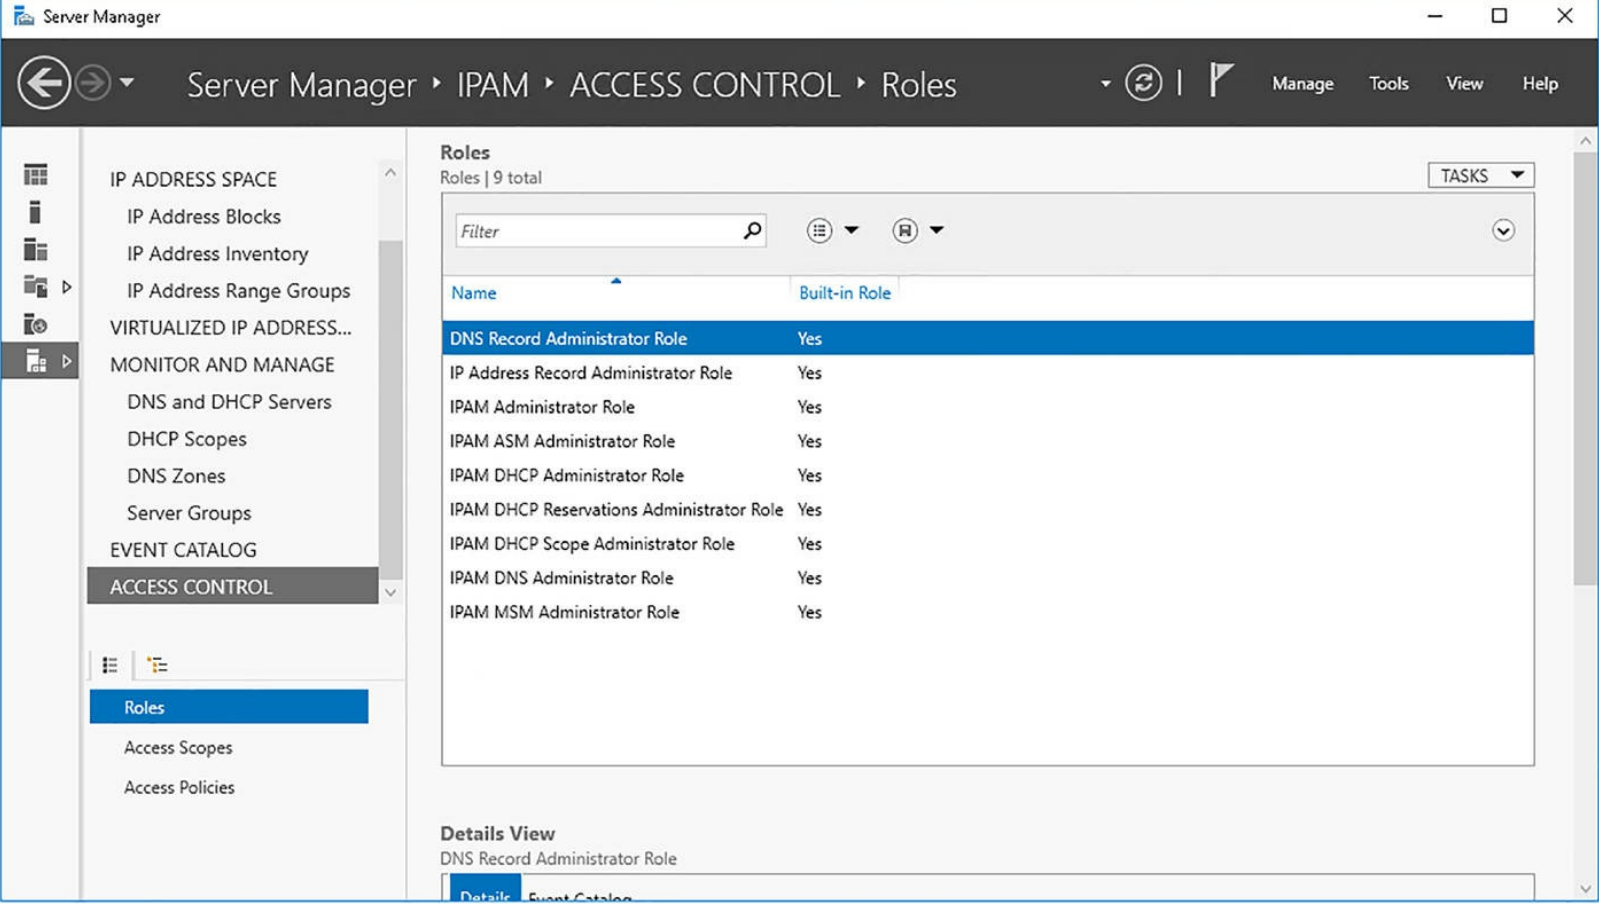 Server Manager
Server Manager ‣ IPAM ‣ ACCESS CONTROL ‣ Roles
Manage Tools View Help
IP ADDRESS SPACE
IP Address Blocks
IP Address Inventory
IP Address Range Groups
VIRTUALIZED IP ADDRESS...
MONITOR AND MANAGE
DNS and DHCP Servers
DHCP Scopes
DNS Zones
Server Groups
EVENT CATALOG
ACCESS CONTROL
Roles
Access Scopes
Access Policies
Roles
Roles | 9 total
TASKS
Filter
Name Built-in Role
DNS Record Administrator Role Yes
IP Address Record Administrator Role Yes
IPAM Administrator Role Yes
IPAM ASM Administrator Role Yes
IPAM DHCP Administrator Role Yes
IPAM DHCP Reservations Administrator Role Yes
IPAM DHCP Scope Administrator Role Yes
IPAM DNS Administrator Role Yes
IPAM MSM Administrator Role Yes
Details View
DNS Record Administrator Role
Details Event Catalog